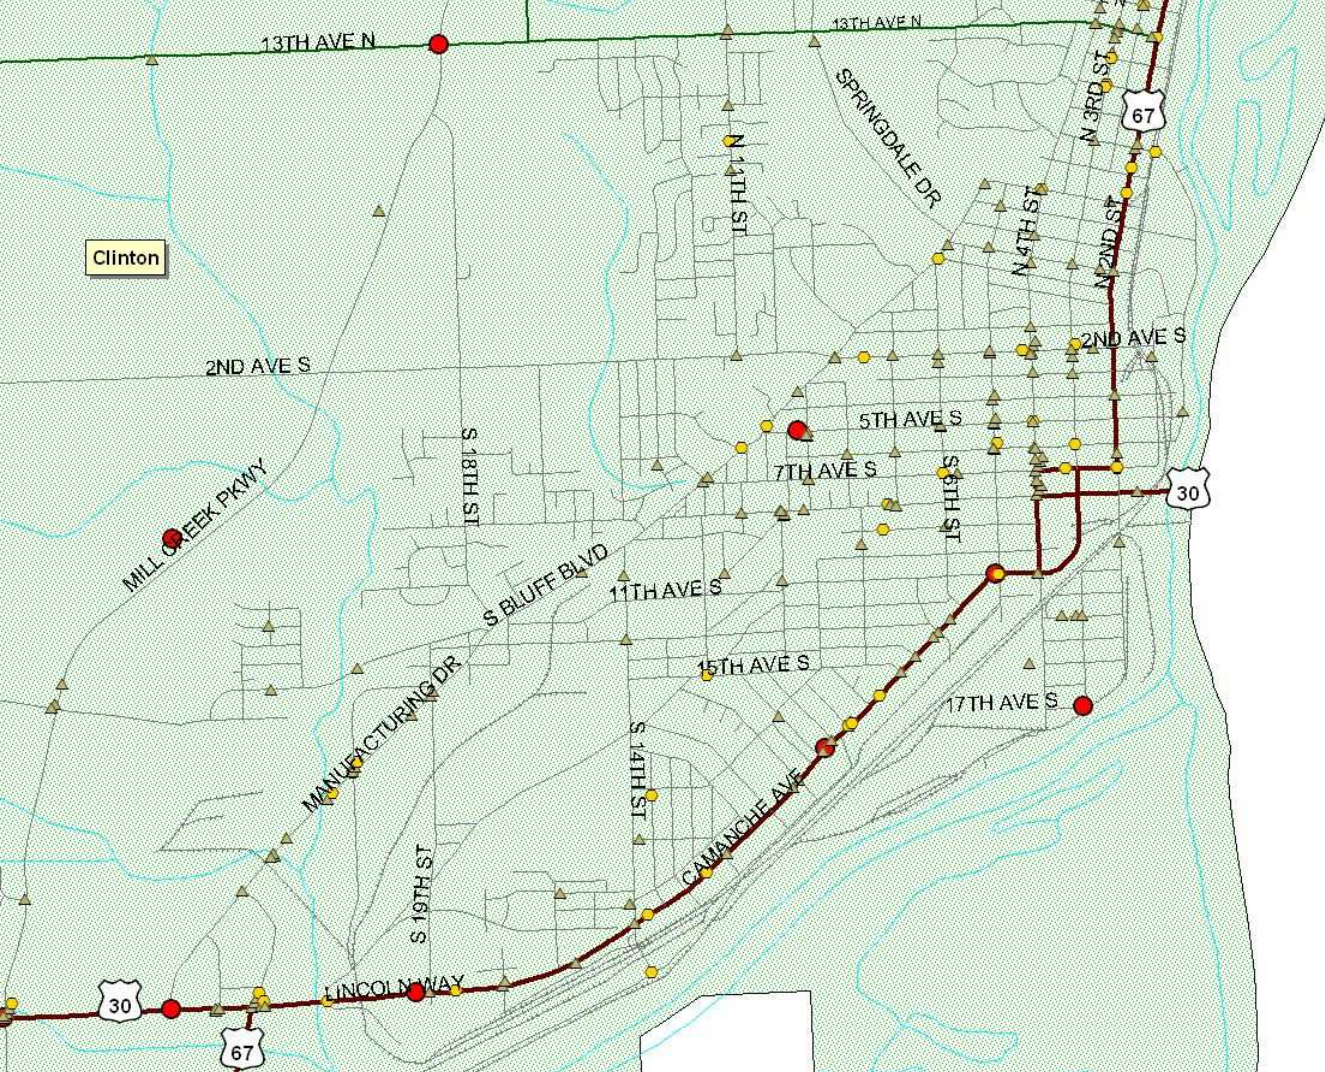 13TH AVE N
13TH AVE N
N 3RD ST
67
SPRINGDALE DR
N 11TH ST
N 4TH ST
N 2ND ST
Clinton
2ND AVE S
2ND AVE S
5TH AVE S
S 18TH ST
7TH AVE S
S 6TH ST
30
MILL CREEK PKWY
S BLUFF BLVD
11TH AVE S
15TH AVE S
MANUFACTURING DR
17TH AVE S
S 14TH ST
CAMANCHE AVE
S 19TH ST
LINCOLN WAY
30
67